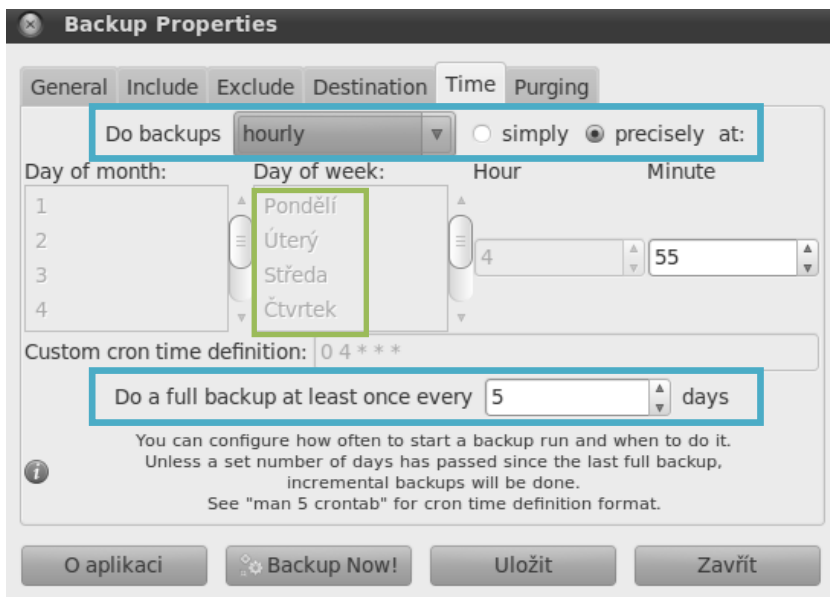 Backup Properties
General Include Exclude Destination Time Purging
Do backups hourly simply precisely at:
Day of month: Day of week: Hour Minute
1 Pondělí
2 Úterý
3 Středa
4 Čtvrtek
4 55
Custom cron time definition: 0 4 * * *
Do a full backup at least once every 5 days
You can configure how often to start a backup run and when to do it.
Unless a set number of days has passed since the last full backup,
incremental backups will be done.
See "man 5 crontab" for cron time definition format.
O aplikaci Backup Now! Uložit Zavřít